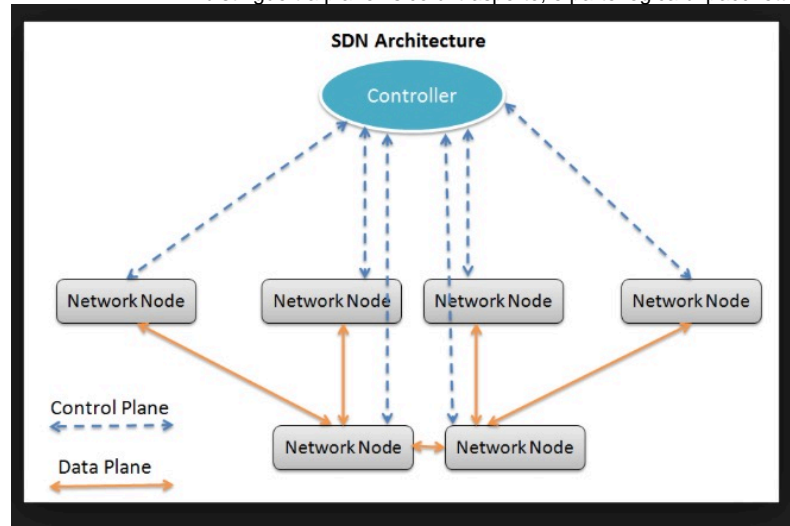 SDN Architecture
Controller
Network Node
Network Node
Network Node
Network Node
Control Plane
Network Node
Network Node
Data Plane